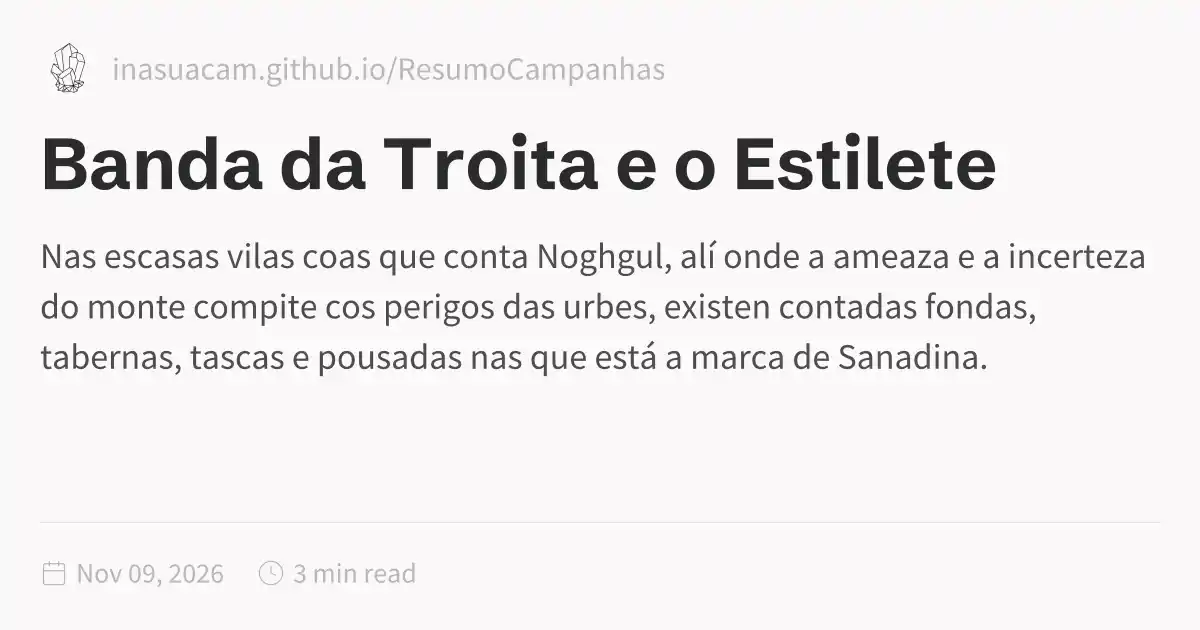 inasuacam.github.io/ResumoCampanhas
Banda da Troita e o Estilete
Nas escasas vilas coas que conta Noghgul, alí onde a ameaza e a incerteza
do monte compite cos perigos das urbes, existen contadas fondas,
tabernas, tascas e pousadas nas que está a marca de Sanadina.
Nov 09, 2026 3 min read